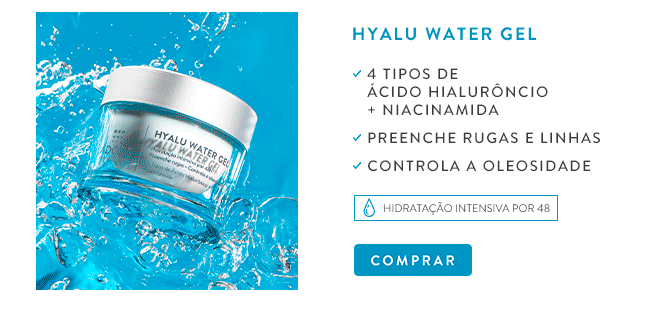 HYALU WATER GEL
4 TIPOS DE
ÁCIDO HIALURÔNCIO
+ NIACINAMIDA
PREENCHE RUGAS E LINHAS
CONTROLA A OLEOSIDADE
HIDRATAÇÃO INTENSIVA POR 48
COMPRAR
HYALU WATER GEL